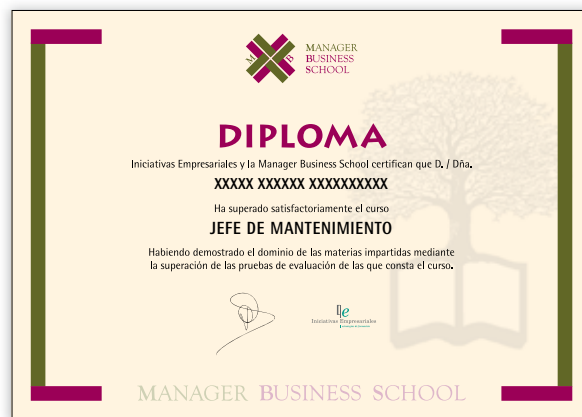 M B
MANAGER
BUSINESS
SCHOOL
DIPLOMA
Iniciativas Empresariales y la Manager Business School certifican que D. / Dña.
XXXXX XXXXXX XXXXXXXXXX
Ha superado satisfactoriamente el curso
JEFE DE MANTENIMIENTO
Habiendo demostrado el dominio de las materias impartidas mediante
la superación de las pruebas de evaluación de las que consta el curso.
Ie
Iniciativas Empresariales
MANAGER BUSINESS SCHOOL